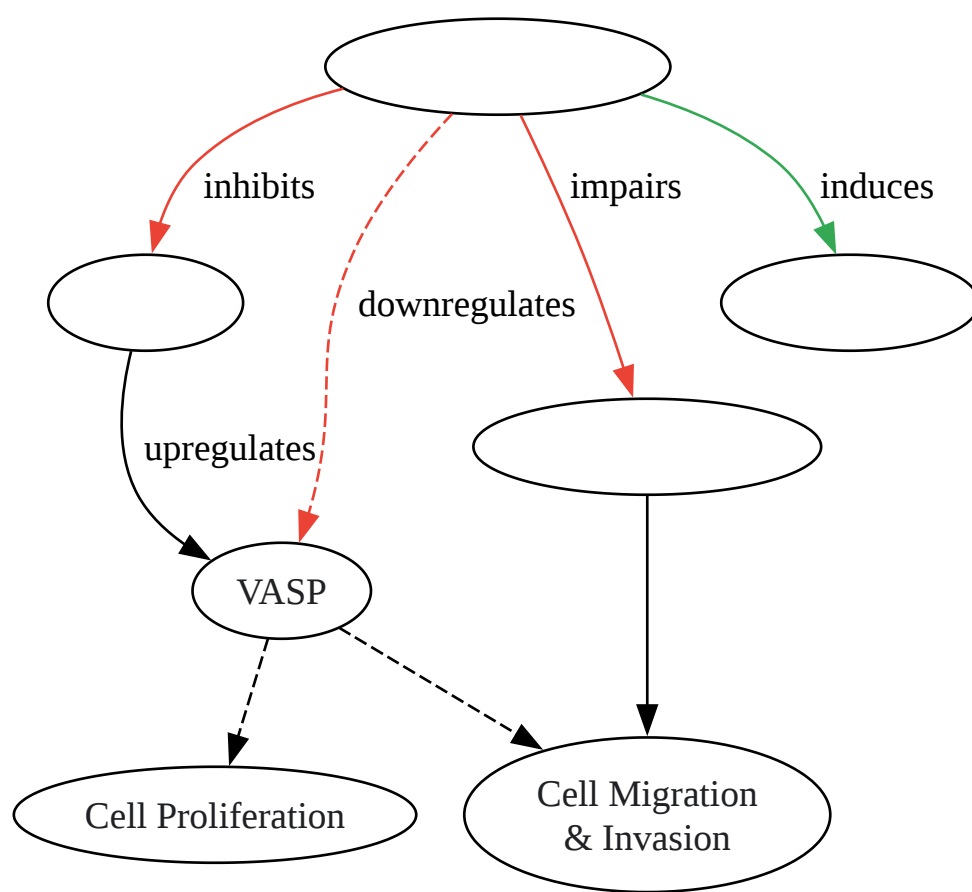 inhibits
impairs
induces
downregulates
upregulates
VASP
Cell Proliferation
Cell Migration
& Invasion